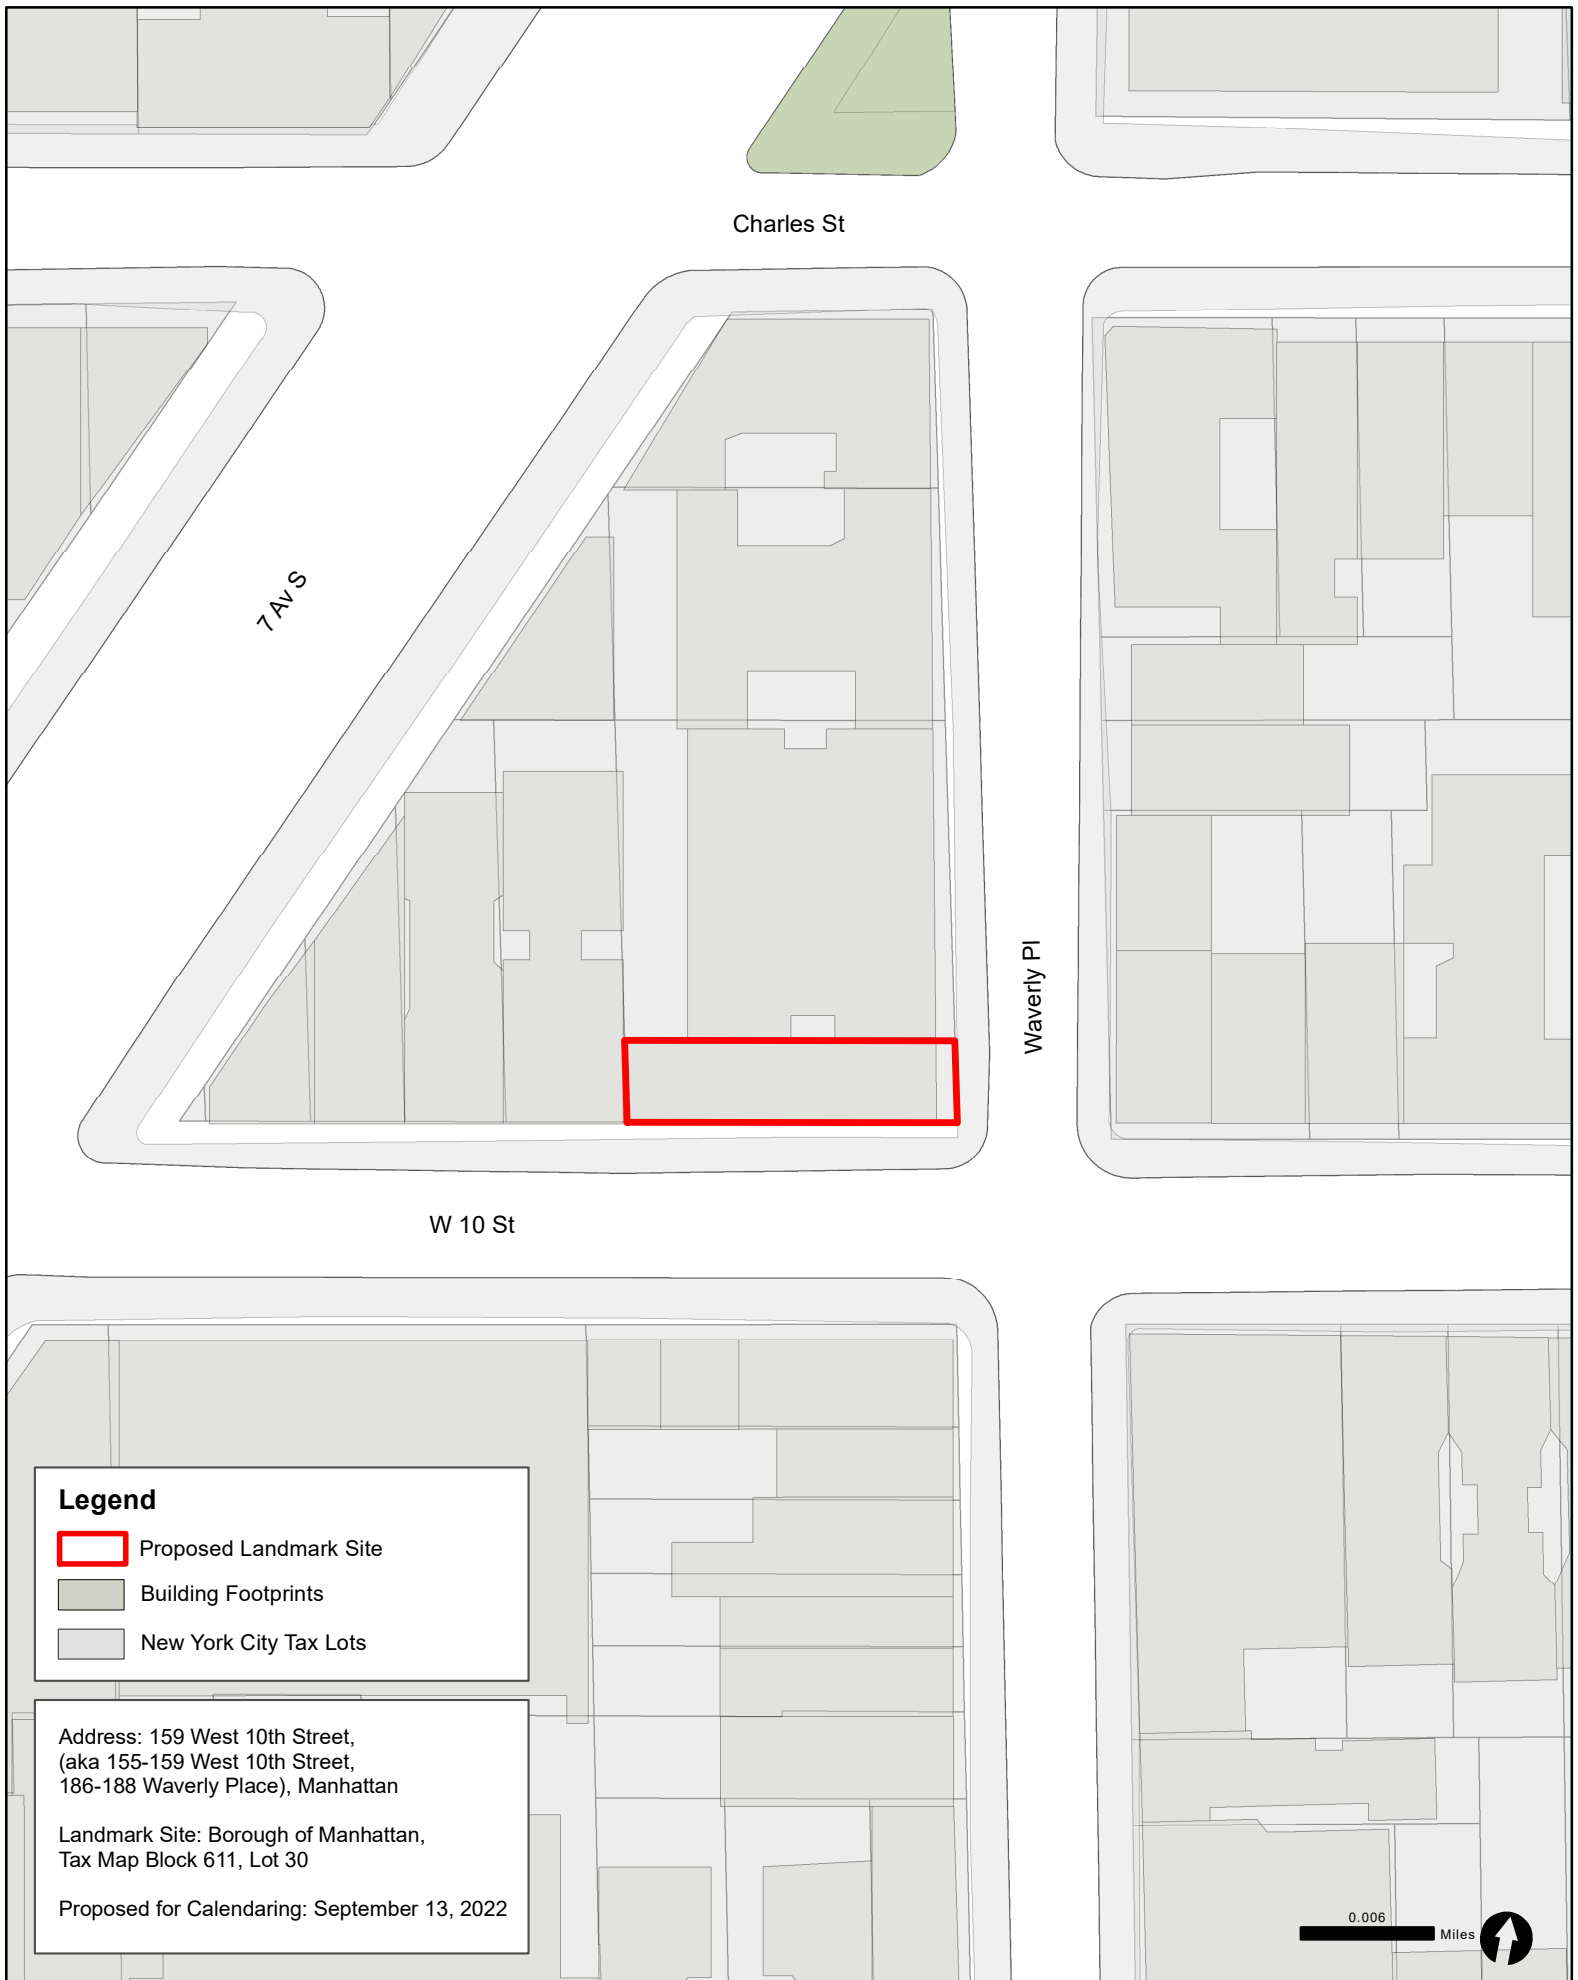 Charles St
7 Av S
Waverly Pl
W 10 St
Legend
Proposed Landmark Site
Building Footprints
New York City Tax Lots
Address: 159 West 10th Street,
(aka 155-159 West 10th Street,
186-188 Waverly Place), Manhattan
Landmark Site: Borough of Manhattan,
Tax Map Block 611, Lot 30
Proposed for Calendaring: September 13, 2022
0.006
Miles